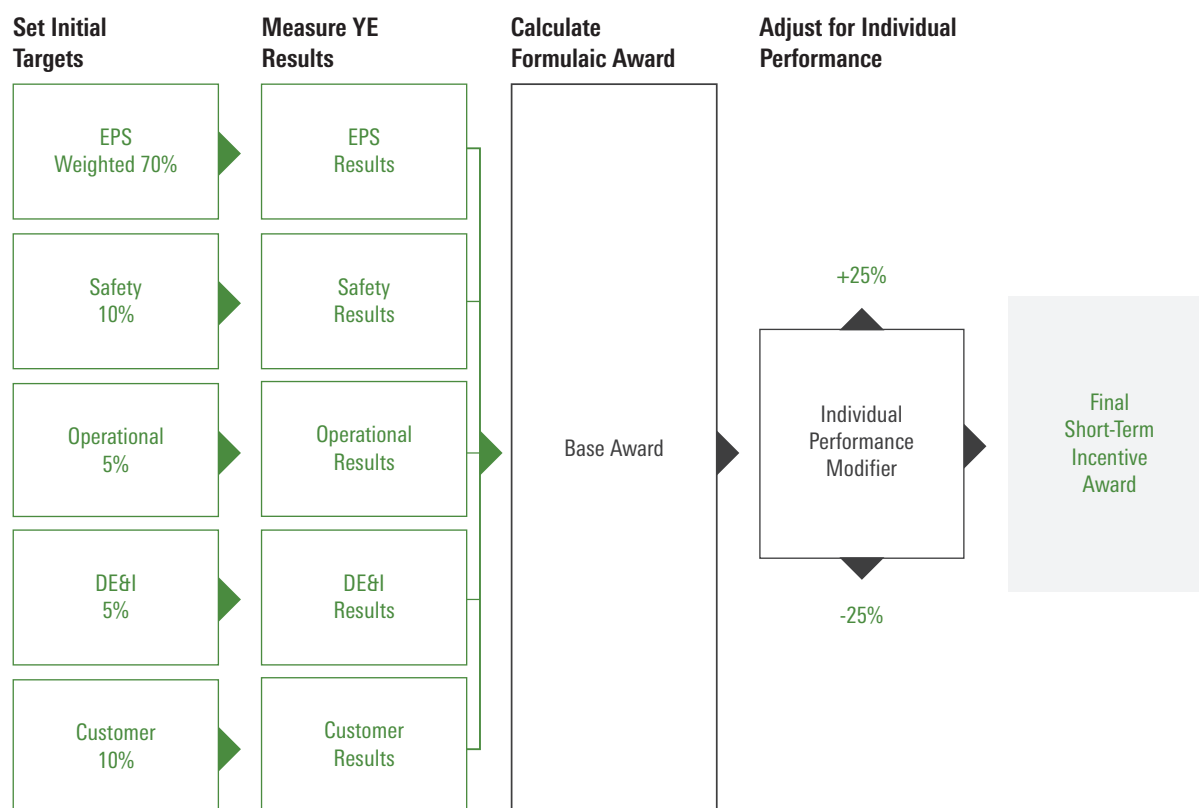 Set Initial
Targets
Measure YE
Results
Calculate
Formulaic Award
Adjust for Individual
Performance
EPS
Weighted 70%
EPS
Results
Safety
10%
Safety
Results
Operational
5%
Operational
Results
DE&I
5%
DE&I
Results
Customer
10%
Customer
Results
Base Award
+25%
Individual
Performance
Modifier
-25%
Final
Short-Term
Incentive
Award